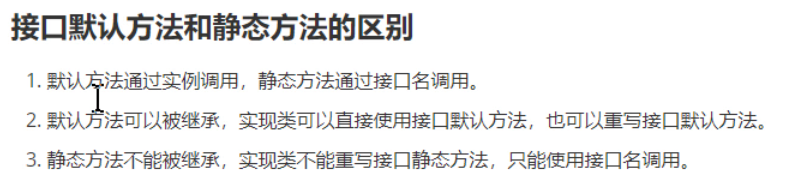 接口默认方法和静态方法的区别
1. 默认方法通过实例调用，静态方法通过接口名调用。
2. 默认方法可以被继承，实现类可以直接使用接口默认方法，也可以重写接口默认方法。
3. 静态方法不能被继承，实现类不能重写接口静态方法，只能使用接口名调用。